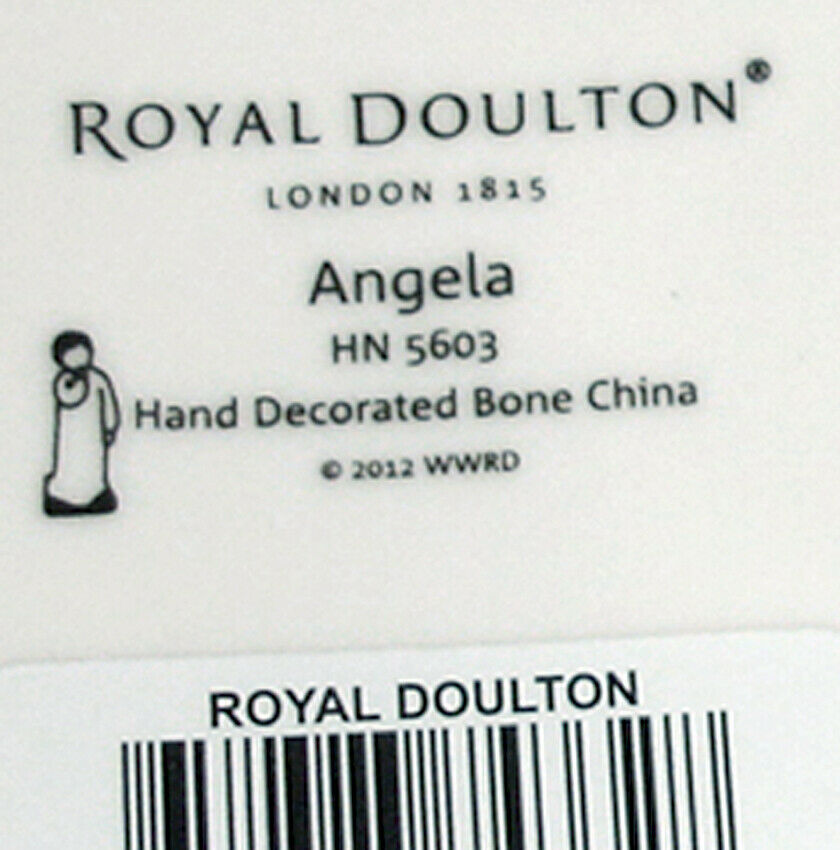 ROYAL DOULTON®
LONDON 1815
Angela
HN 5603
Hand Decorated Bone China
© 2012 WWRD
ROYAL DOULTON